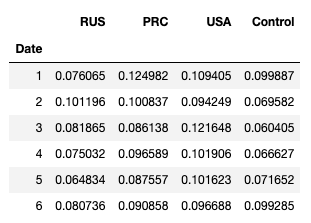 RUS PRC USA Control
Date
1 0.076065 0.124982 0.109405 0.099887
2 0.101196 0.100837 0.094249 0.069582
3 0.081865 0.086138 0.121648 0.060405
4 0.075032 0.096589 0.101906 0.066627
5 0.064834 0.087557 0.101623 0.071652
6 0.080736 0.090858 0.096688 0.099285